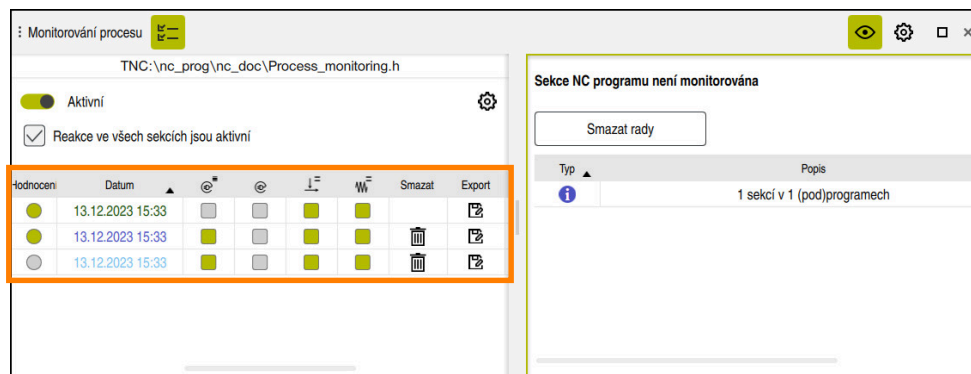 Monitorování procesu
TNC:\nc_prog\nc_doc\Process_monitoring.h
Aktivní
Reakce ve všech sekcích jsou aktivní
Hodnocení Datum Smazat Export
13.12.2023 15:33
13.12.2023 15:33
13.12.2023 15:33
Sekce NC programu není monitorována
Smazat rady
Typ Popis
1 sekcí v 1 (pod)programech